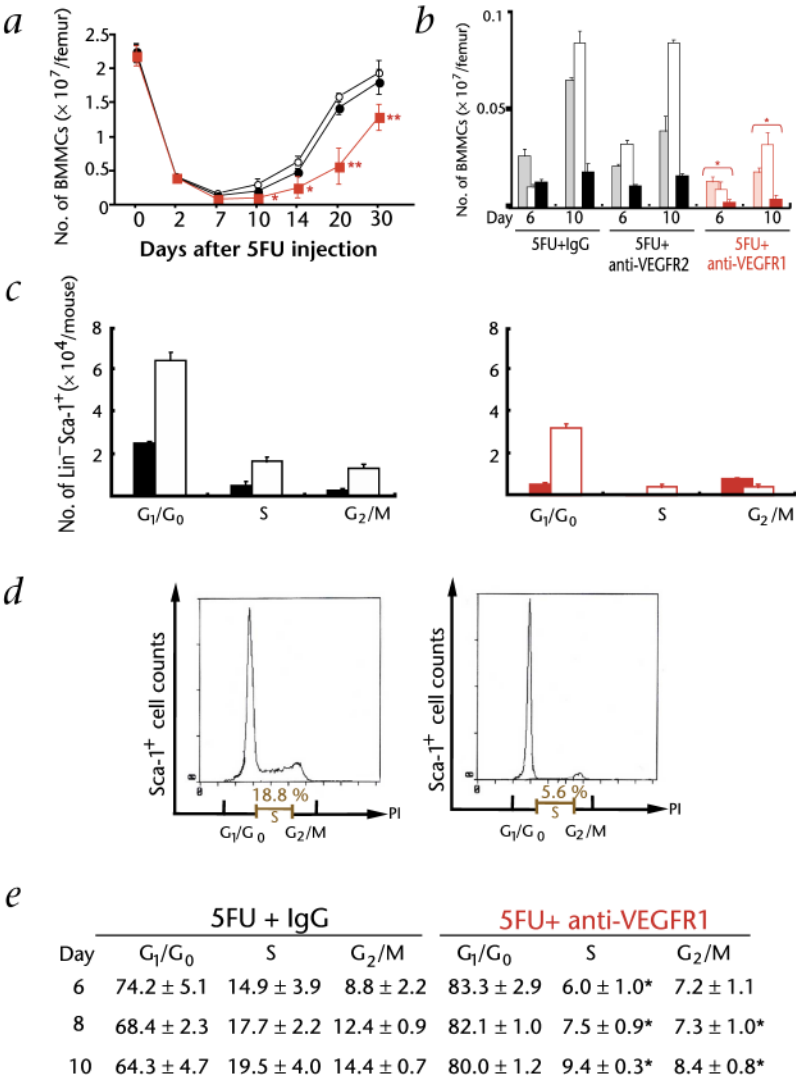 a
No. of BMMCs (× 10⁷/femur)
2.5
2
1.5
1
0.5
0
0 2 7 10 14 20 30
* * ** **
Days after 5FU injection
b
No. of BMMCs (× 10⁷/femur)
0.1
0.05
* *
Day 6 10 6 10 6 10
5FU+IgG 5FU+ 5FU+
anti-VEGFR2 anti-VEGFR1
c
No. of Lin⁻Sca-1⁺(× 10⁴/mouse)
8
6
4
2
G₁/G₀ S G₂/M
8
6
4
2
G₁/G₀ S G₂/M
d
Sca-1⁺ cell counts
0
0
18.8 %
S
PI
G₁/G₀ G₂/M
Sca-1⁺ cell counts
0
0
5.6 %
S
PI
G₁/G₀ G₂/M
e
5FU + IgG 5FU+ anti-VEGFR1
Day G₁/G₀ S G₂/M G₁/G₀ S G₂/M
6 74.2 ± 5.1 14.9 ± 3.9 8.8 ± 2.2 83.3 ± 2.9 6.0 ± 1.0* 7.2 ± 1.1
8 68.4 ± 2.3 17.7 ± 2.2 12.4 ± 0.9 82.1 ± 1.0 7.5 ± 0.9* 7.3 ± 1.0*
10 64.3 ± 4.7 19.5 ± 4.0 14.4 ± 0.7 80.0 ± 1.2 9.4 ± 0.3* 8.4 ± 0.8*